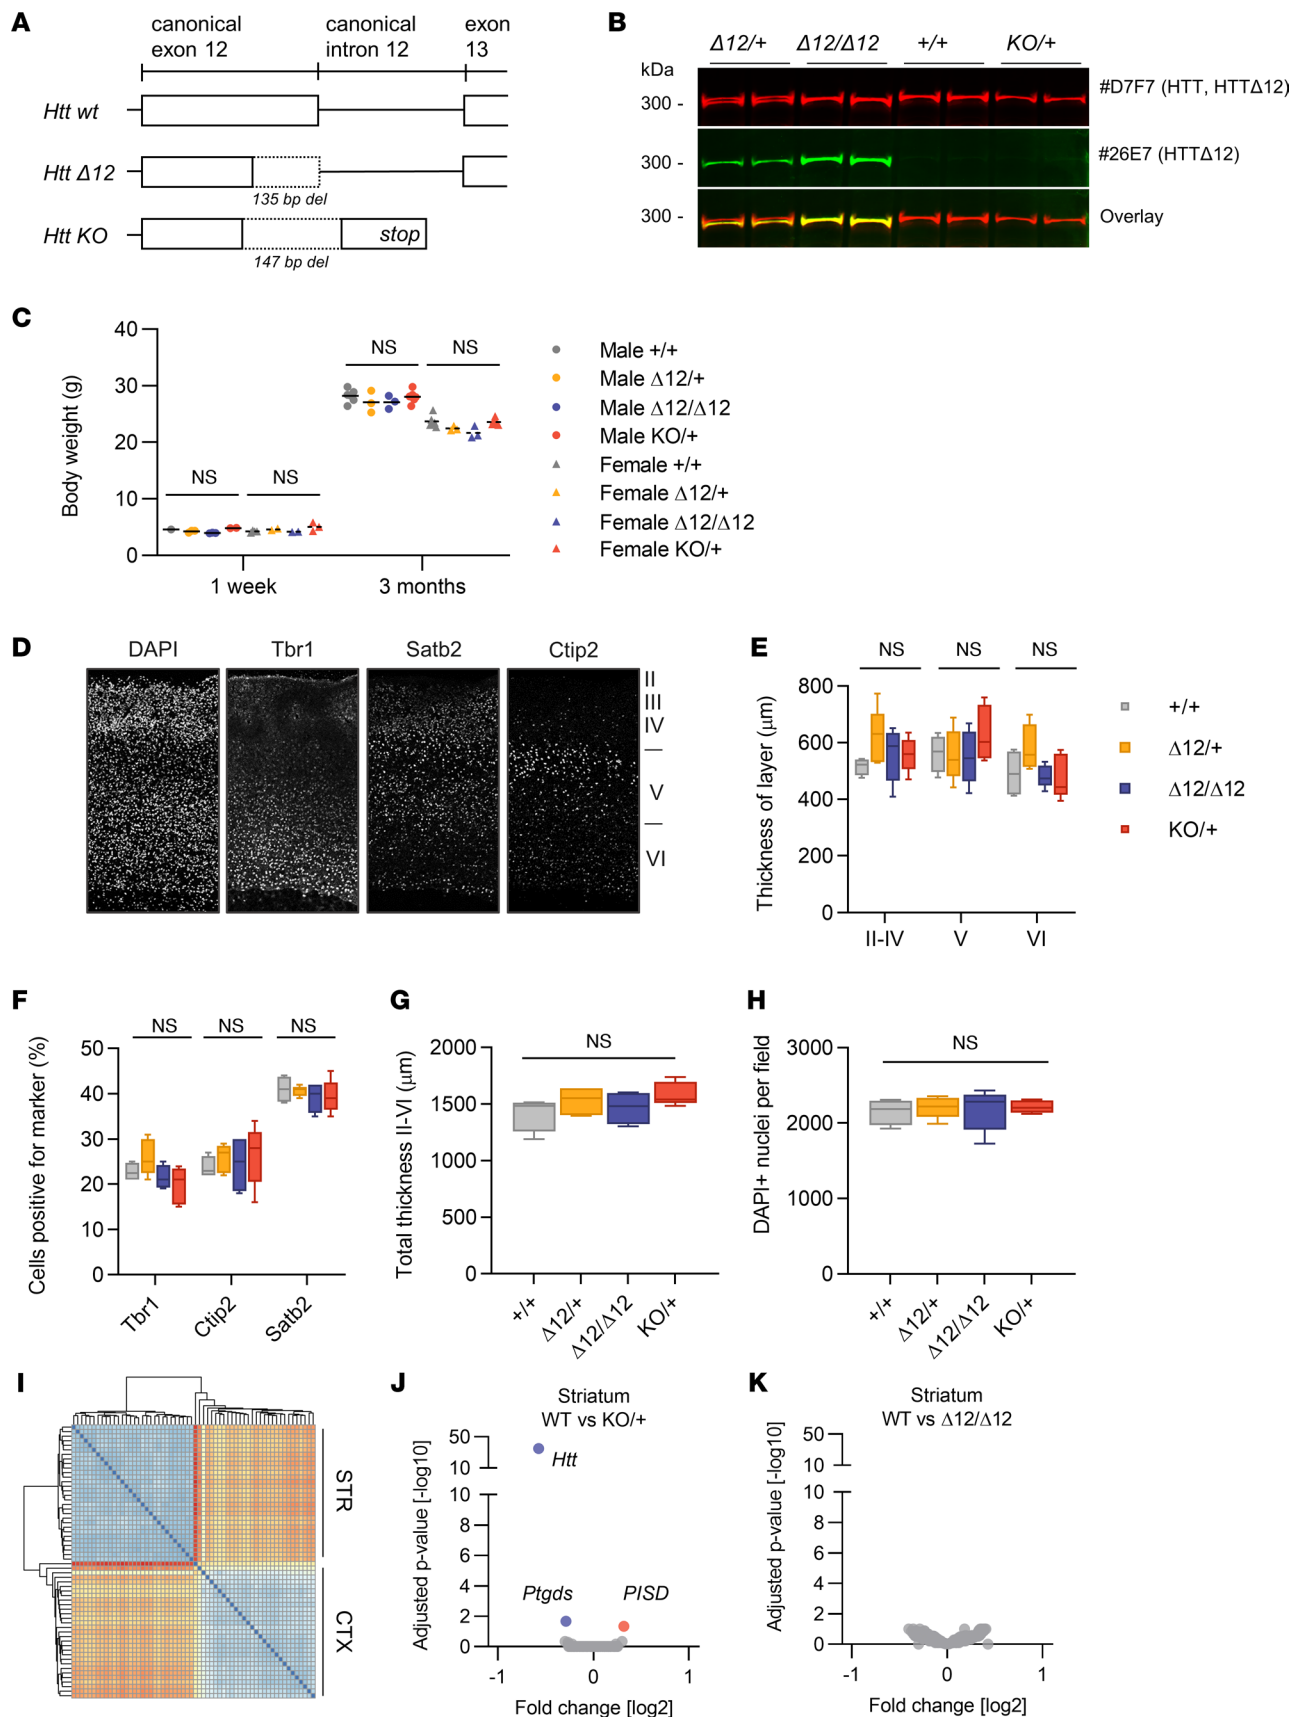 A
canonical exon 12
canonical intron 12
exon 13
Htt wt
Htt Δ12
135 bp del
Htt KO
stop
147 bp del
B
Δ12/+ Δ12/Δ12 +/+ KO/+
kDa
300 -
#D7F7 (HTT, HTTΔ12)
300 -
#26E7 (HTTΔ12)
300 -
Overlay
C
Body weight (g)
40
30
20
10
0
NS NS
NS NS
1 week
3 months
Male +/+
Male Δ12/+
Male Δ12/Δ12
Male KO/+
Female +/+
Female Δ12/+
Female Δ12/Δ12
Female KO/+
D
DAPI Tbr1 Satb2 Ctip2
II
III
IV
V
VI
E
Thickness of layer (μm)
NS NS NS
800
600
400
200
0
II-IV V VI
+/+
Δ12/+
Δ12/Δ12
KO/+
F
Cells positive for marker (%)
NS NS NS
50
40
30
20
10
0
Tbr1 Ctip2 Satb2
G
Total thickness II-VI (μm)
NS
2000
1500
1000
500
0
+/+ Δ12/+ Δ12/Δ12 KO/+
H
DAPI+ nuclei per field
NS
3000
2000
1000
0
+/+ Δ12/+ Δ12/Δ12 KO/+
I
STR
CTX
J
Striatum
WT vs KO/+
Adjusted p-value [-log10]
50
10
10
8
6
4
2
0
Htt
Ptgds
PISD
-1 0 1
Fold change [log2]
K
Striatum
WT vs Δ12/Δ12
Adjusted p-value [-log10]
50
10
10
8
6
4
2
0
-1 0 1
Fold change [log2]